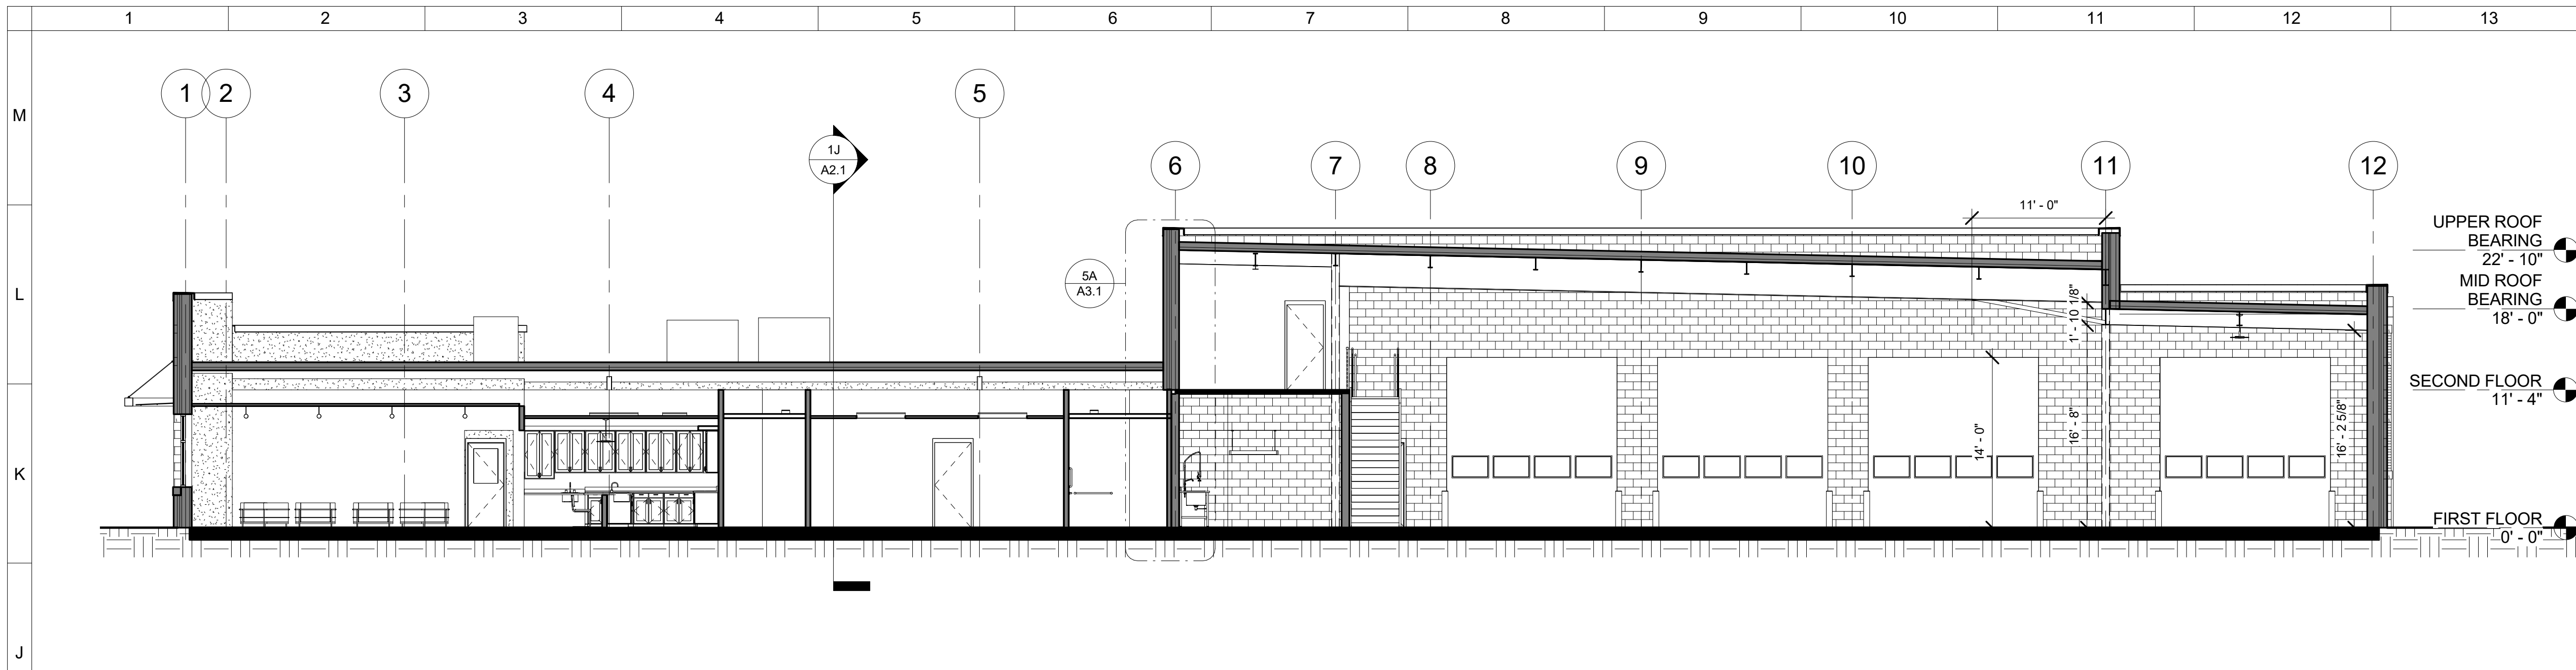 1 2 3 4 5 6 7 8 9 10 11 12 13
M
1 2 3 4 5
1J
A2.1
6 7 8 9 10 11 12
L
11' - 0"
UPPER ROOF
BEARING
22' - 10"
5A
A3.1
MID ROOF
BEARING
18' - 0"
1' - 10 1/8"
SECOND FLOOR
11' - 4"
K
14' - 0"
16' - 8"
16' - 2 5/8"
FIRST FLOOR
0' - 0"
J